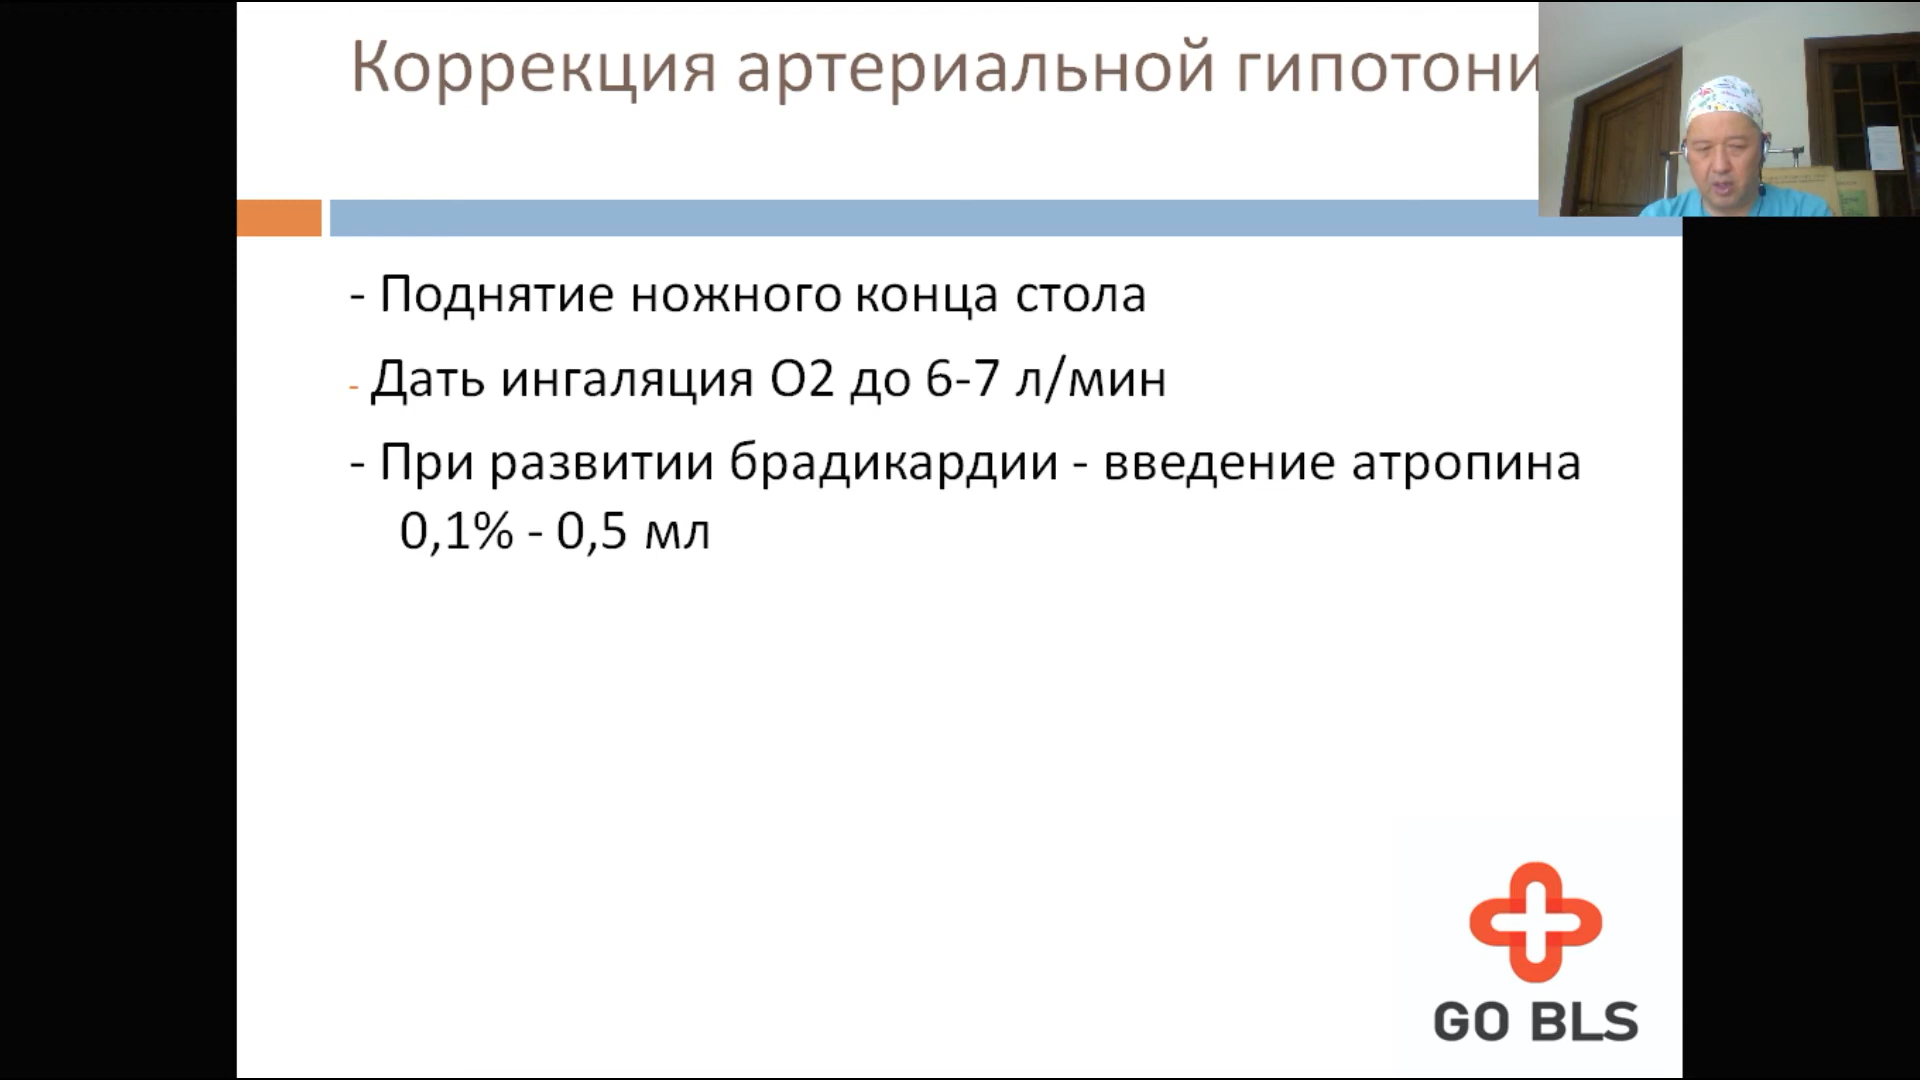 Коррекция артериальной гипотони
- Поднятие ножного конца стола
- Дать ингаляция О2 до 6-7 л/мин
- При развитии брадикардии - введение атропина
0,1% - 0,5 мл
GO BLS